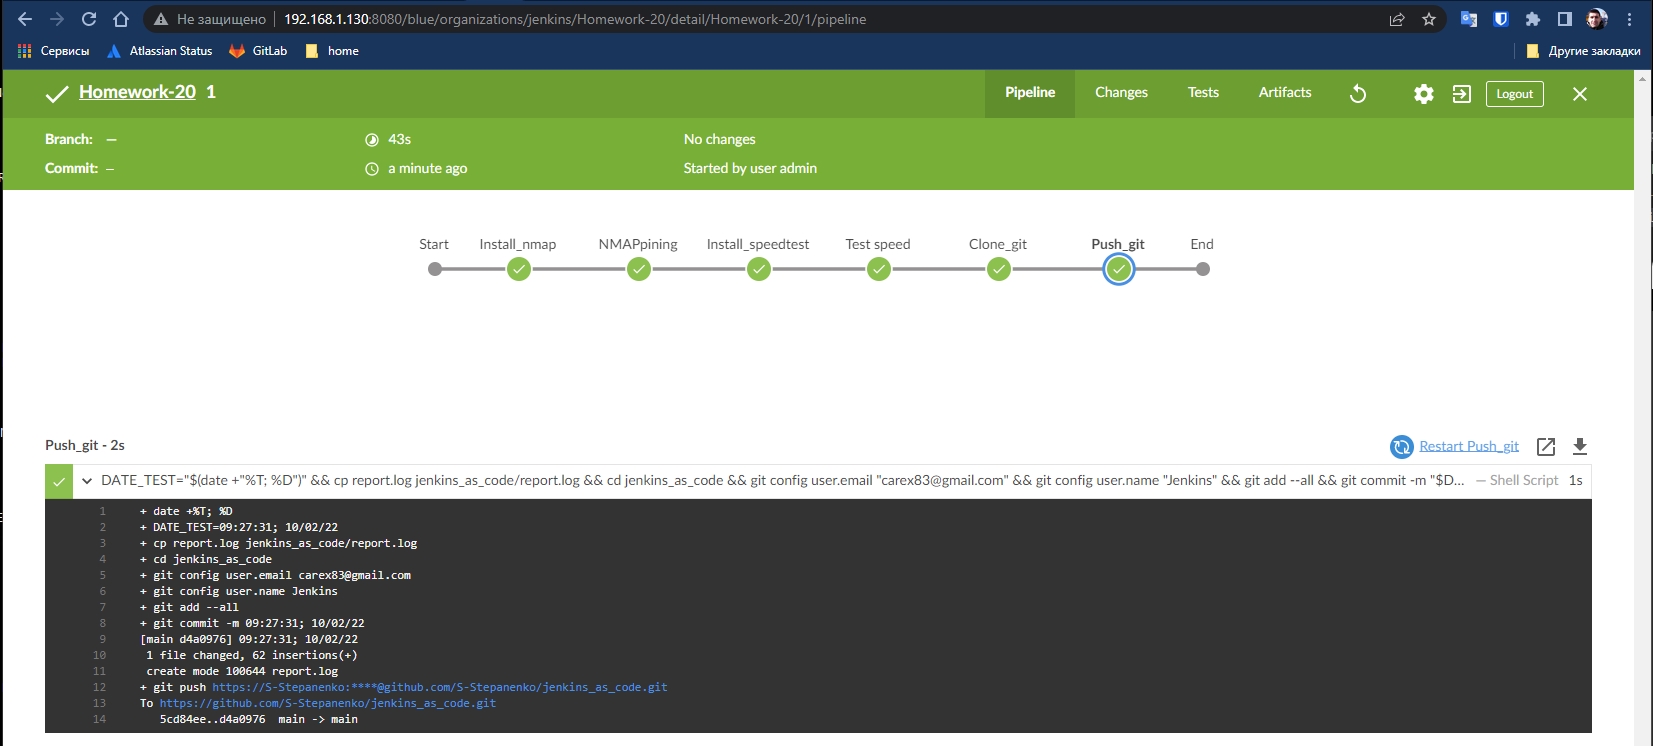 Не защищено 192.168.1.130:8080/blue/organizations/jenkins/Homework-20/detail/Homework-20/1/pipeline
Сервисы Atlassian Status GitLab home Другие закладки
Homework-20 1 Pipeline Changes Tests Artifacts Logout
Branch: — 43s No changes
Commit: — a minute ago Started by user admin
Start Install_nmap NMAPpining Install_speedtest Test speed Clone_git Push_git End
Push_git - 2s Restart Push_git
DATE_TEST="$(date +"%T; %D")" && cp report.log jenkins_as_code/report.log && cd jenkins_as_code && git config user.email "carex83@gmail.com" && git config user.name "Jenkins" && git add --all && git commit -m "$D... — Shell Script 1s
1 + date +%T; %D
2 + DATE_TEST=09:27:31; 10/02/22
3 + cp report.log jenkins_as_code/report.log
4 + cd jenkins_as_code
5 + git config user.email carex83@gmail.com
6 + git config user.name Jenkins
7 + git add --all
8 + git commit -m 09:27:31; 10/02/22
9 [main d4a0976] 09:27:31; 10/02/22
10 1 file changed, 62 insertions(+)
11 create mode 100644 report.log
12 + git push https://S-Stepanenko:****@github.com/S-Stepanenko/jenkins_as_code.git
13 To https://github.com/S-Stepanenko/jenkins_as_code.git
14 5cd84ee..d4a0976 main -> main